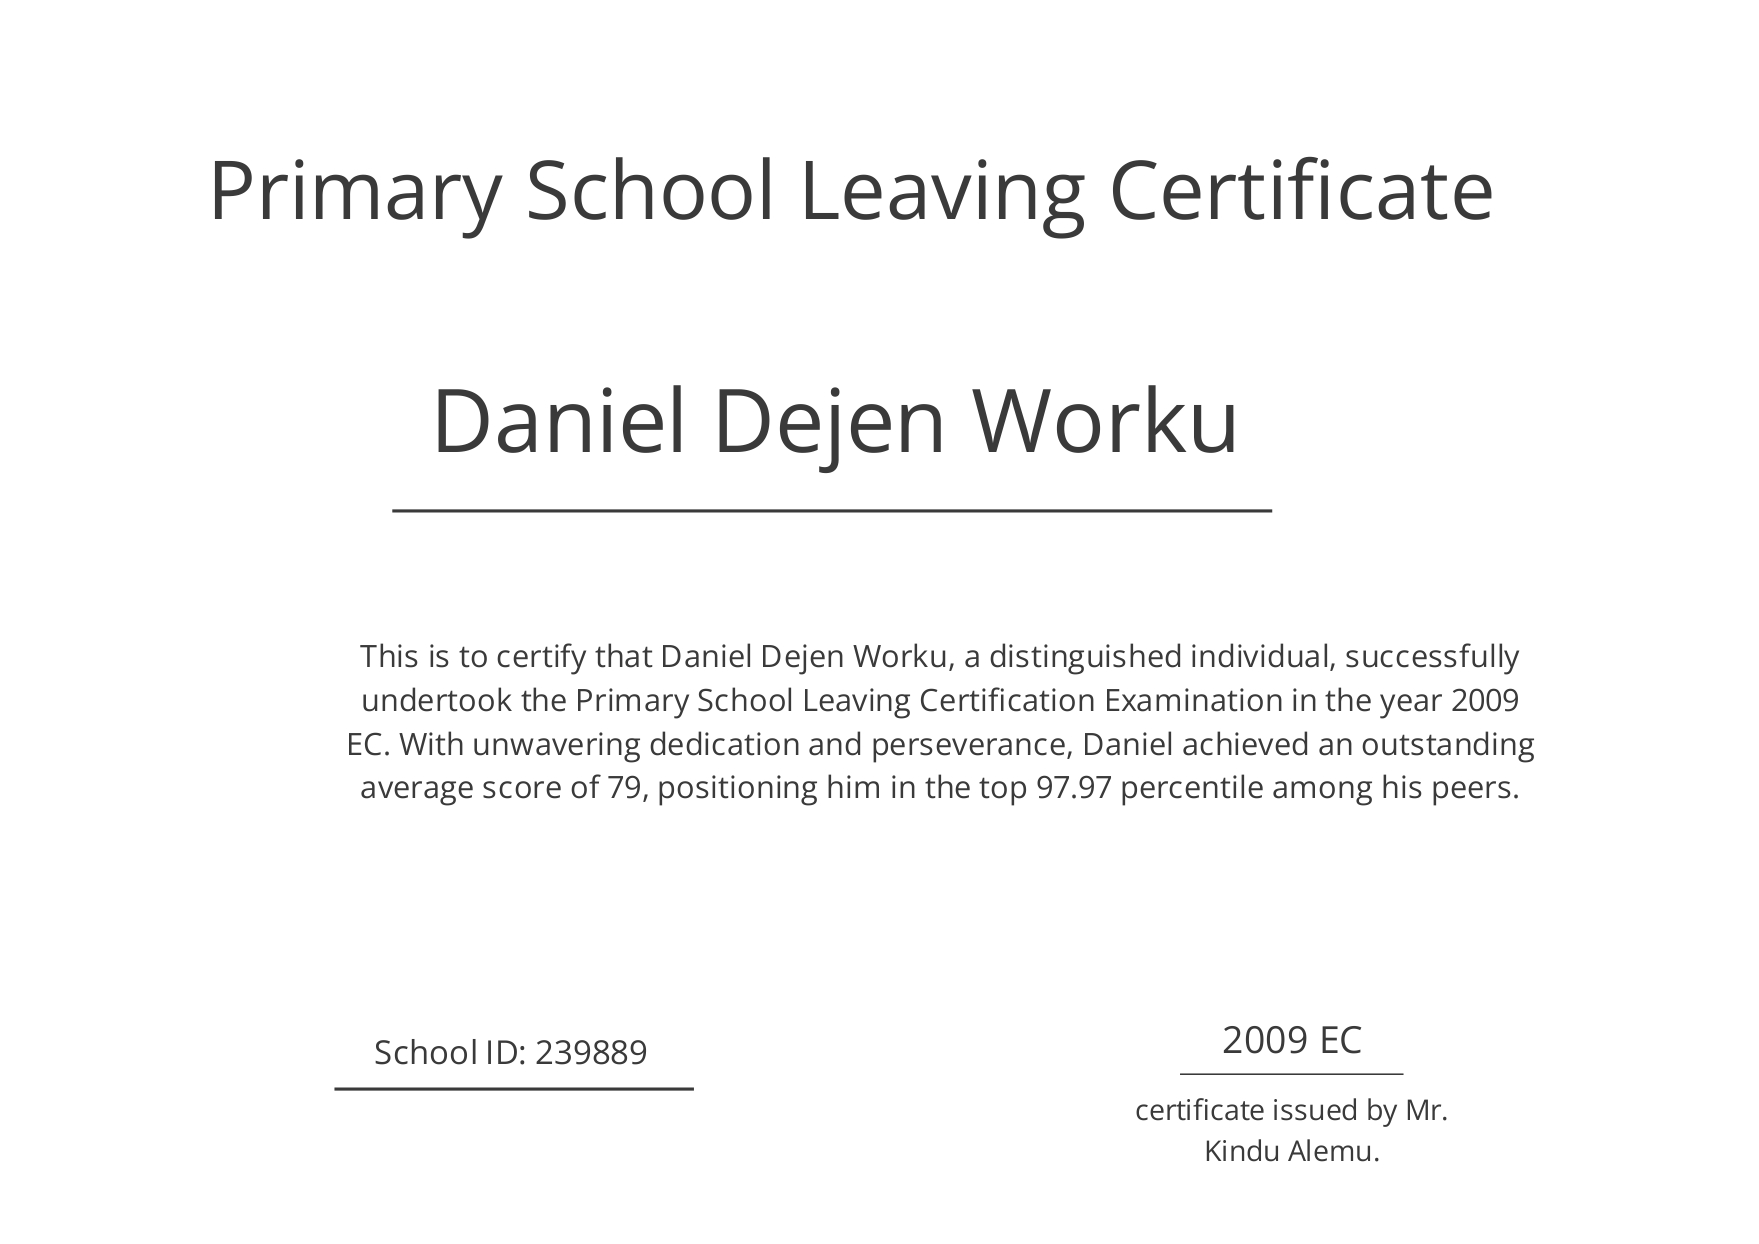 Primary School Leaving Certificate
Daniel Dejen Worku
This is to certify that Daniel Dejen Worku, a distinguished individual, successfully
undertook the Primary School Leaving Certification Examination in the year 2009
EC. With unwavering dedication and perseverance, Daniel achieved an outstanding
average score of 79, positioning him in the top 97.97 percentile among his peers.
School ID: 239889
2009 EC
certificate issued by Mr.
Kindu Alemu.